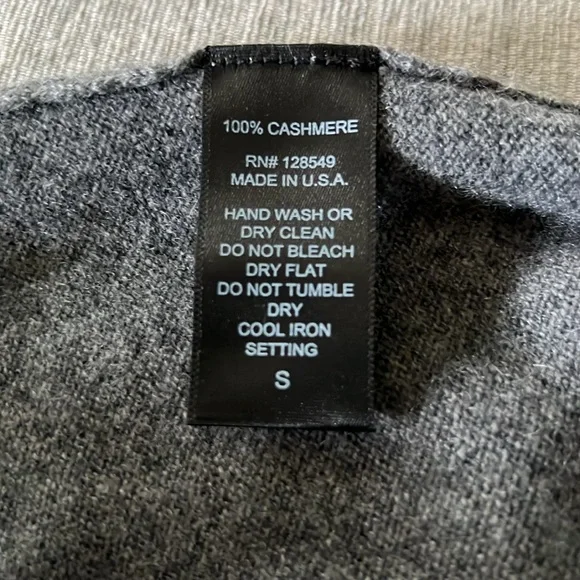 100% CASHMERE
RN# 128549
MADE IN U.S.A.
HAND WASH OR
DRY CLEAN
DO NOT BLEACH
DRY FLAT
DO NOT TUMBLE
DRY
COOL IRON
SETTING
S